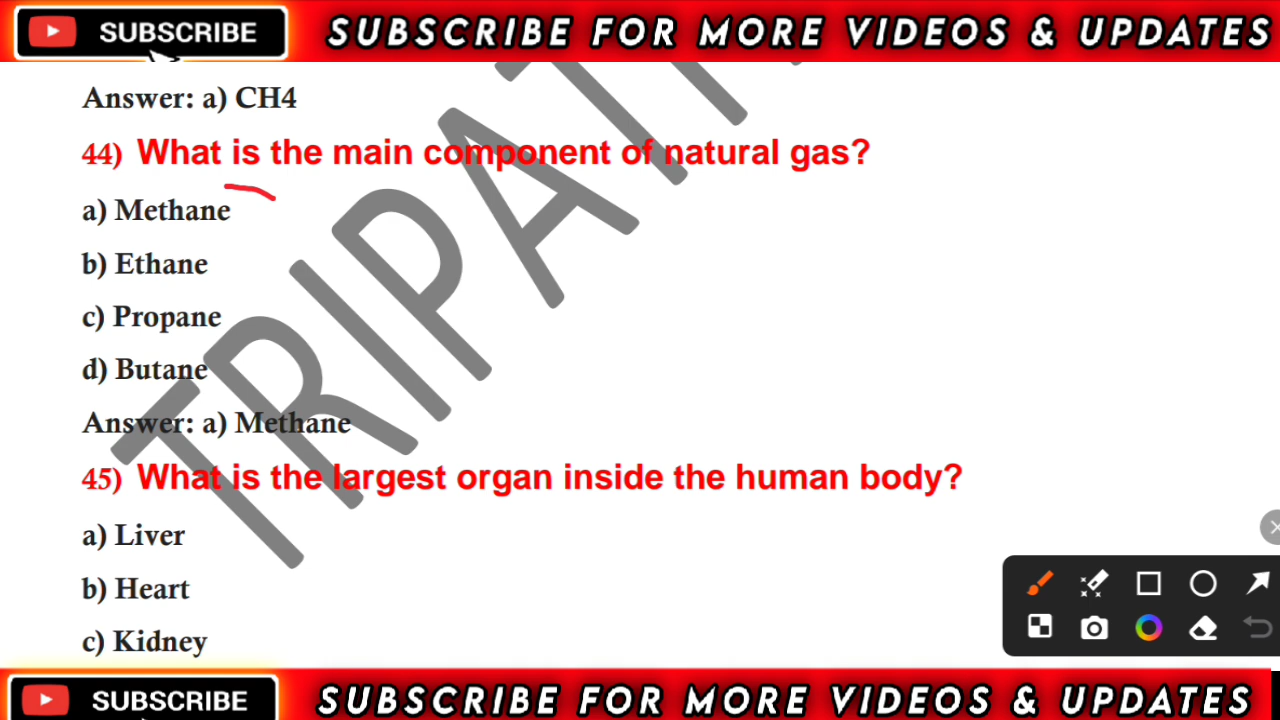 SUBSCRIBE SUBSCRIBE FOR MORE VIDEOS & UPDATES
Answer: a) CH4
44) What is the main component of natural gas?
a) Methane
b) Ethane
c) Propane
d) Butane
Answer: a) Methane
45) What is the largest organ inside the human body?
a) Liver
b) Heart
c) Kidney
SUBSCRIBE SUBSCRIBE FOR MORE VIDEOS & UPDATES